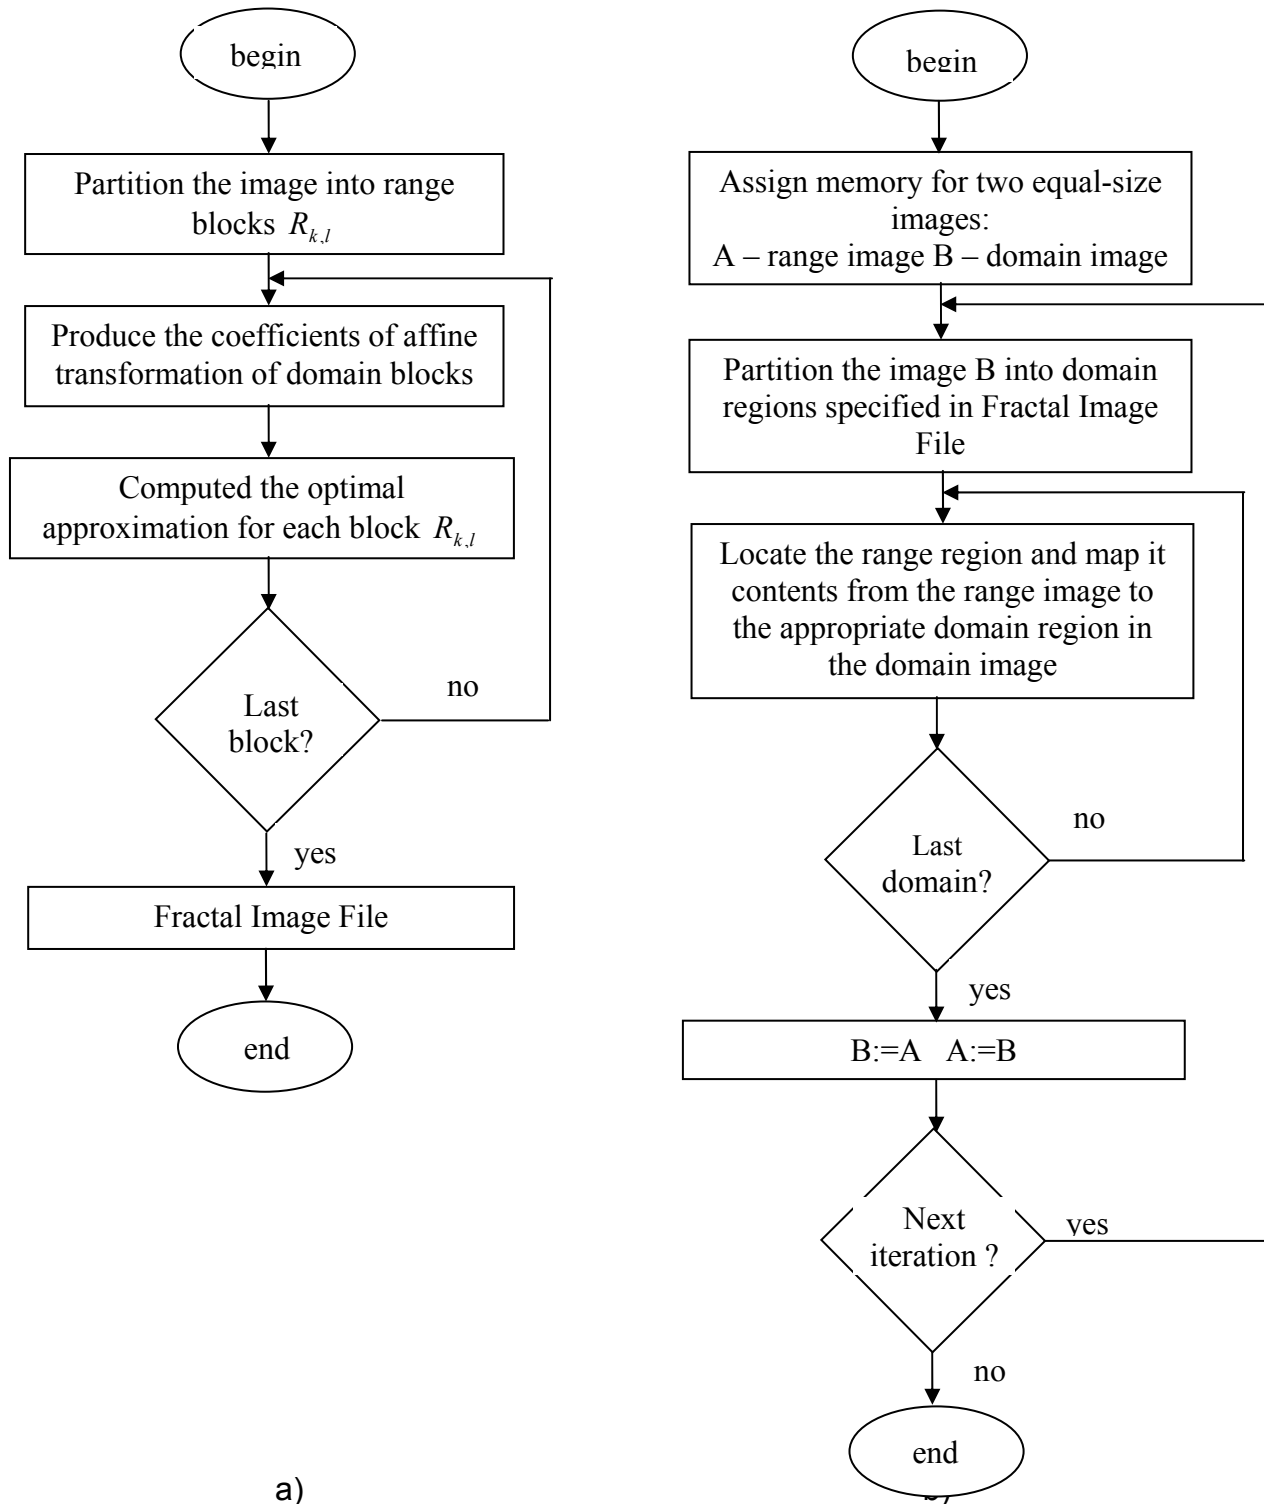 begin
Partition the image into range
blocks R_{k,l}
Produce the coefficients of affine
transformation of domain blocks
Computed the optimal
approximation for each block R_{k,l}
Last
block?
no
yes
Fractal Image File
end
a)
begin
Assign memory for two equal-size
images:
A – range image B – domain image
Partition the image B into domain
regions specified in Fractal Image
File
Locate the range region and map it
contents from the range image to
the appropriate domain region in
the domain image
Last
domain?
no
yes
B:=A A:=B
Next
iteration ?
yes
no
end
b)